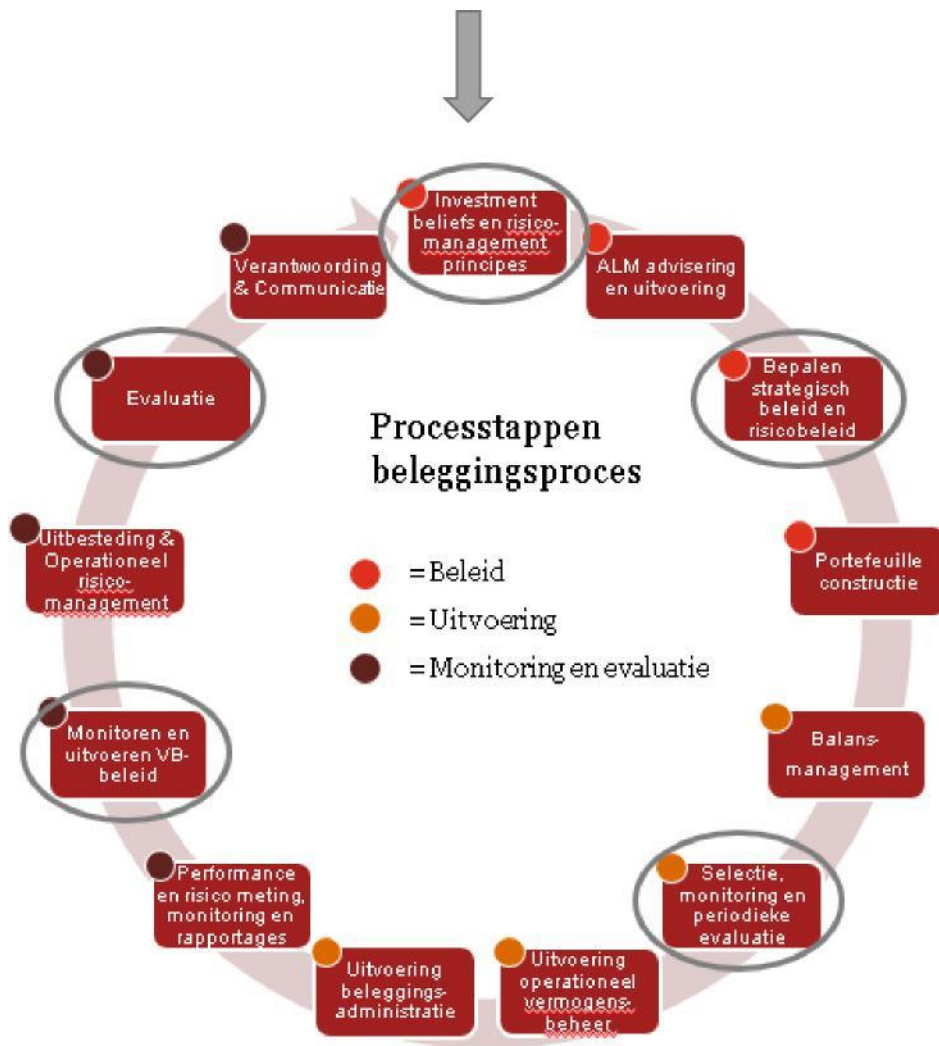 Investment
beliefs en risico-
management
principes
ALM advisering
en uitvoering
Bepalen
strategisch
beleid en
risicobeleid
Portefeuille
constructie
Balans-
management
Selectie,
monitoring en
periodieke
evaluatie
Uitvoering
operationeel
vermogens-
beheer
Uitvoering
beleggings-
administratie
Performance
en risico meting,
monitoring en
rapportages
Monitoren en
uitvoeren VB-
beleid
Uitbesteding &
Operationeel
risico-
management
Evaluatie
Verantwoording
& Communicatie
Processtappen
beleggingsproces
= Beleid
= Uitvoering
= Monitoring en evaluatie